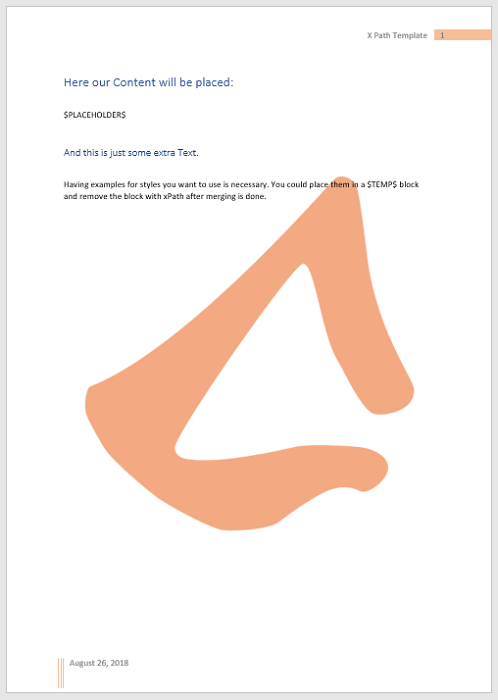 X Path Template 1
Here our Content will be placed:
$PLACEHOLDER$
And this is just some extra Text.
Having examples for styles you want to use is necessary. You could place them in a $TEMP$ block
and remove the block with xPath after merging is done.
August 26, 2018